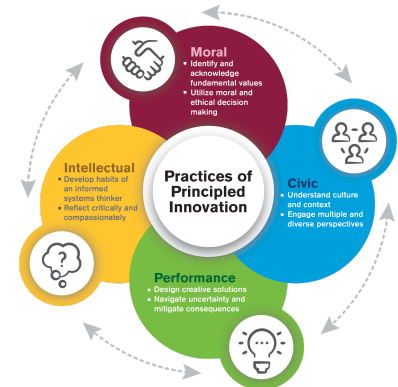 Moral
▪ Identify and
acknowledge
fundamental values
▪ Utilize moral and
ethical decision
making
Intellectual
▪ Develop habits of
an informed
systems thinker
▪ Reflect critically and
compassionately
Practices of
Principled
Innovation
Civic
▪ Understand culture
and context
▪ Engage multiple and
diverse perspectives
?
Performance
▪ Design creative solutions
▪ Navigate uncertainty and
mitigate consequences